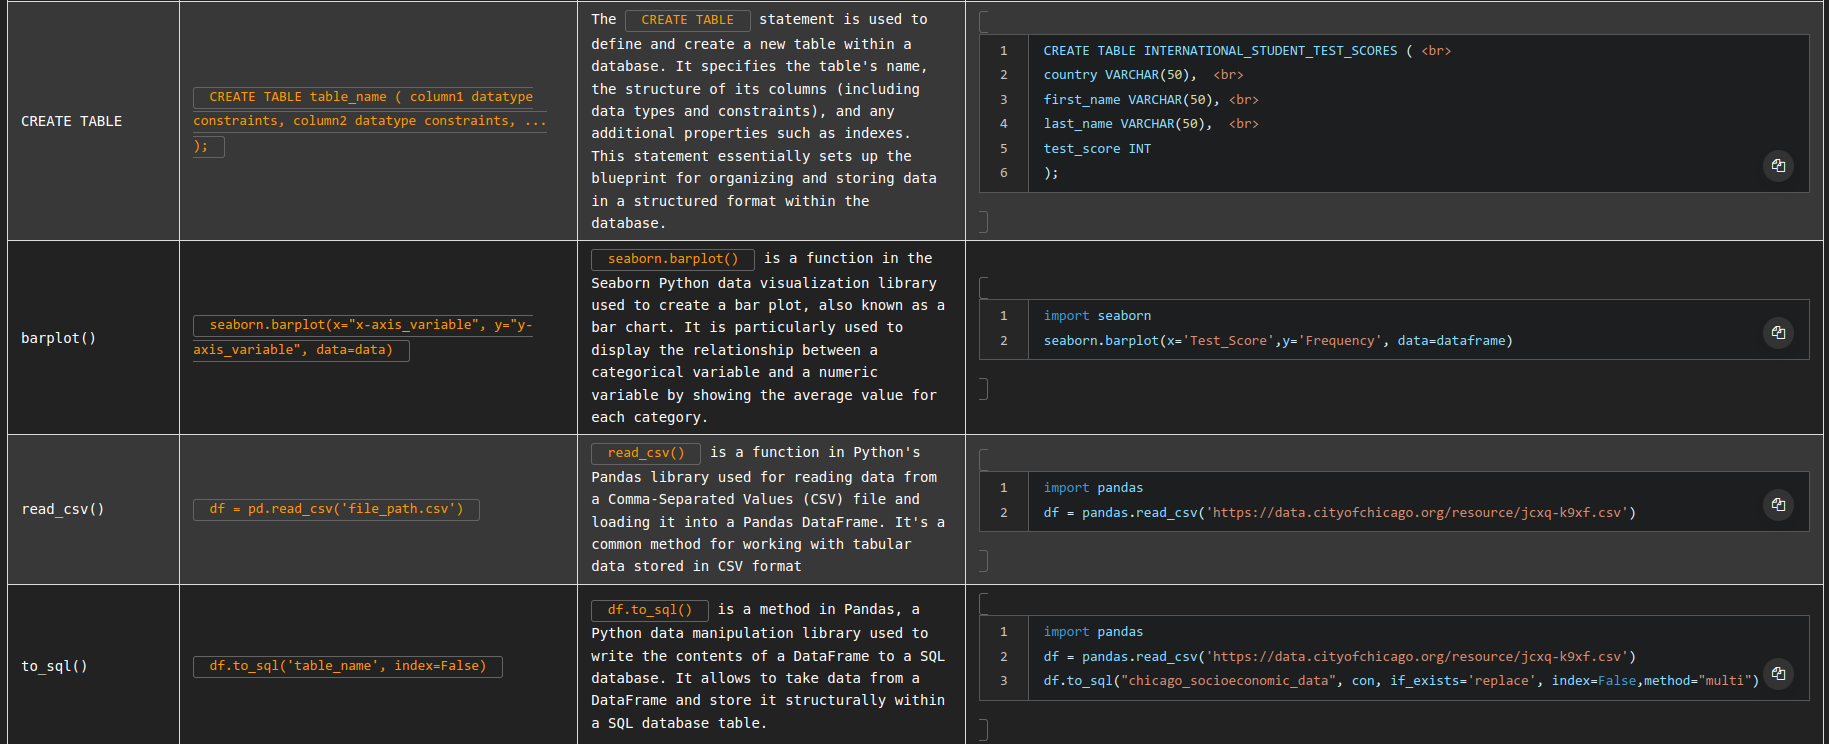 CREATE TABLE
CREATE TABLE table_name ( column1 datatype
constraints, column2 datatype constraints, ...
);
The CREATE TABLE statement is used to
define and create a new table within a
database. It specifies the table's name,
the structure of its columns (including
data types and constraints), and any
additional properties such as indexes.
This statement essentially sets up the
blueprint for organizing and storing data
in a structured format within the
database.
1 CREATE TABLE INTERNATIONAL_STUDENT_TEST_SCORES ( <br>
2 country VARCHAR(50),  <br>
3 first_name VARCHAR(50), <br>
4 last_name VARCHAR(50),  <br>
5 test_score INT
6 );
barplot()
seaborn.barplot(x="x-axis_variable", y="y-
axis_variable", data=data)
seaborn.barplot() is a function in the
Seaborn Python data visualization library
used to create a bar plot, also known as a
bar chart. It is particularly used to
display the relationship between a
categorical variable and a numeric
variable by showing the average value for
each category.
1 import seaborn
2 seaborn.barplot(x='Test_Score',y='Frequency', data=dataframe)
read_csv()
df = pd.read_csv('file_path.csv')
read_csv() is a function in Python's
Pandas library used for reading data from
a Comma-Separated Values (CSV) file and
loading it into a Pandas DataFrame. It's a
common method for working with tabular
data stored in CSV format
1 import pandas
2 df = pandas.read_csv('https://data.cityofchicago.org/resource/jcxq-k9xf.csv')
to_sql()
df.to_sql('table_name', index=False)
df.to_sql() is a method in Pandas, a
Python data manipulation library used to
write the contents of a DataFrame to a SQL
database. It allows to take data from a
DataFrame and store it structurally within
a SQL database table.
1 import pandas
2 df = pandas.read_csv('https://data.cityofchicago.org/resource/jcxq-k9xf.csv')
3 df.to_sql("chicago_socioeconomic_data", con, if_exists='replace', index=False,method="multi")